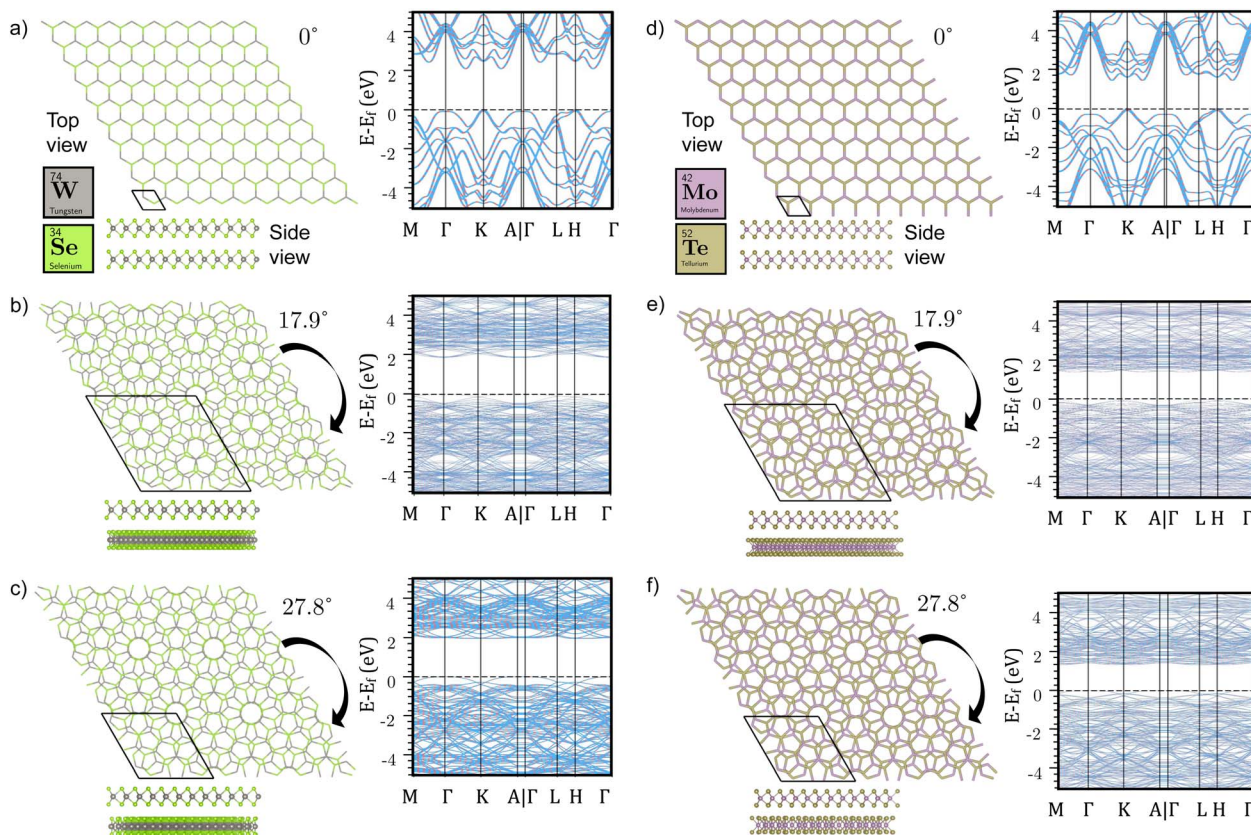 a)
0°
Top
view
74
W
Tungsten
34
Se
Selenium
Side
view
E-E_f (eV)
4
2
0
-2
-4
M Γ K A|Γ L H Γ
d)
0°
Top
view
42
Mo
Molybdenum
52
Te
Tellurium
Side
view
E-E_f (eV)
4
2
0
-2
-4
M Γ K A|Γ L H Γ
b)
17.9°
E-E_f (eV)
4
2
0
-2
-4
M Γ K A|Γ L H Γ
e)
17.9°
E-E_f (eV)
4
2
0
-2
-4
M Γ K A|Γ L H Γ
c)
27.8°
E-E_f (eV)
4
2
0
-2
-4
M Γ K A|Γ L H Γ
f)
27.8°
E-E_f (eV)
4
2
0
-2
-4
M Γ K A|Γ L H Γ